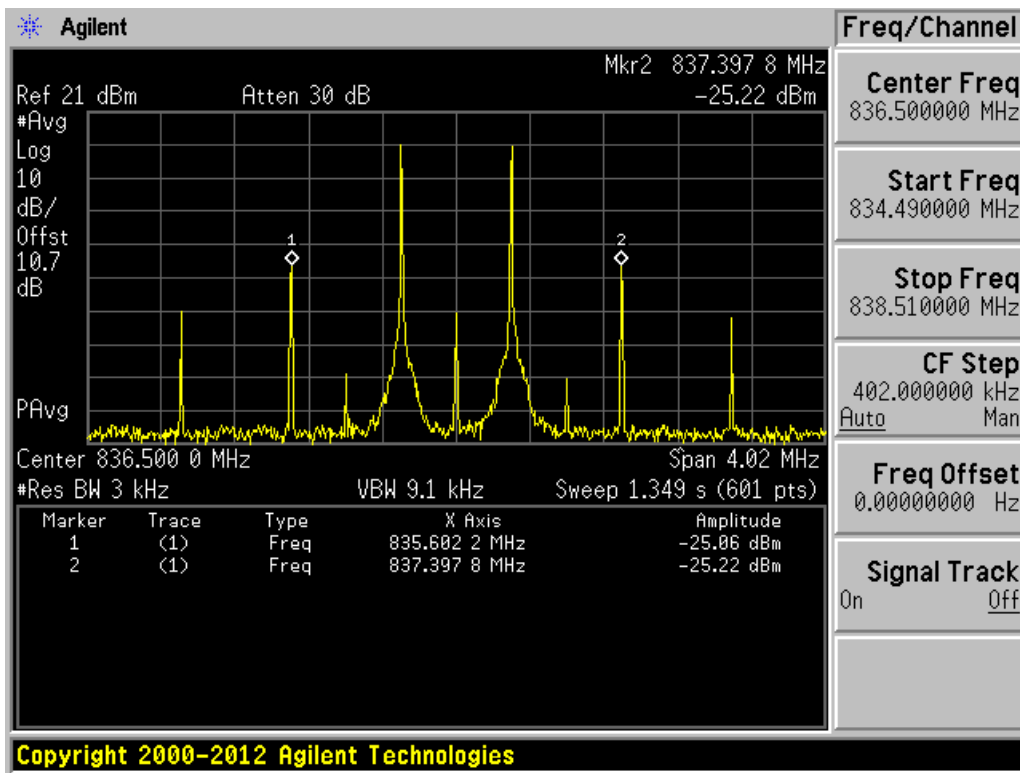 Agilent
Freq/Channel
Mkr2 837.397 8 MHz
Ref 21 dBm Atten 30 dB -25.22 dBm
#Avg
Log
10
dB/
Offst
10.7
dB
PAvg
1
2
Center 836.500 0 MHz Span 4.02 MHz
#Res BW 3 kHz VBW 9.1 kHz Sweep 1.349 s (601 pts)
Marker Trace Type X Axis Amplitude
1 (1) Freq 835.602 2 MHz -25.06 dBm
2 (1) Freq 837.397 8 MHz -25.22 dBm
Center Freq
836.500000 MHz
Start Freq
834.490000 MHz
Stop Freq
838.510000 MHz
CF Step
402.000000 kHz
Auto Man
Freq Offset
0.00000000 Hz
Signal Track
On Off
Copyright 2000-2012 Agilent Technologies